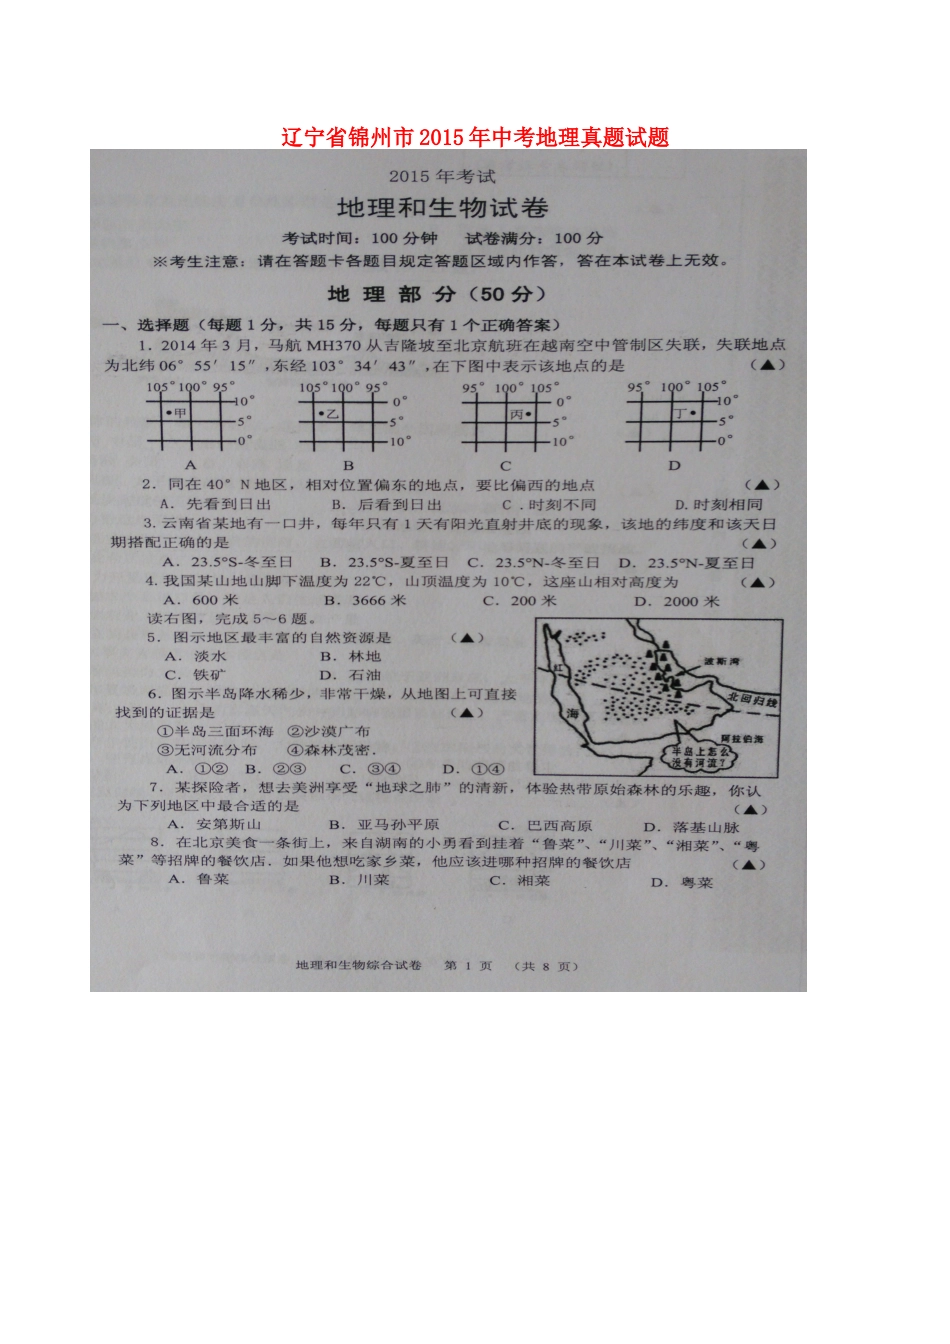 辽宁省锦州市2015年中考地理真题试题
2015年考试
地理和生物试卷
考试时间：100分钟 试卷满分：100分
※考生注意：请在答题卡各题目规定答题区域内作答，答在本试卷上无效。
地 理 部 分（50分）
一、选择题（每题1分，共15分，每题只有1个正确答案）
1. 2014年3月，马航MH370从吉隆坡至北京航班在越南空中管制区失联，失联地点
为北纬06°55′15″,东经103°34′43″,在下图中表示该地点的是 （▲）
105°100°95° 105°100°95° 95°100°105° 95°100°105°
10° 0° 0° 10°
甲 乙 丙 丁
5° 5° 5° 5°
0° 10° 10° 0°
A B C D
2. 同在40°N地区，相对位置偏东的地点，要比偏西的地点 （▲）
A. 先看到日出 B. 后看到日出 C .时刻不同 D.时刻相同
3. 云南省某地有一口井，每年只有1天有阳光直射井底的现象，该地的纬度和该天日
期搭配正确的是 （▲）
A. 23.5°S-冬至日 B. 23.5°S-夏至日 C. 23.5°N-冬至日 D. 23.5°N-夏至日
4. 我国某山地山脚下温度为22℃，山顶温度为10℃，这座山相对高度为 （▲）
A. 600米 B. 3666米 C. 200米 D. 2000米
读右图，完成5～6题。
5. 图示地区最丰富的自然资源是 （▲）
A. 淡水 B. 林地
C. 铁矿 D. 石油
6. 图示半岛降水稀少，非常干燥，从地图上可直接
找到的证据是 （▲）
①半岛三面环海 ②沙漠广布
③无河流分布 ④森林茂密.
A. ①② B. ②③ C. ③④ D. ①④
波斯湾
红
海
北回归线
阿拉伯海
半岛上怎么
没有河流？
7. 某探险者，想去美洲享受“地球之肺”的清新，体验热带原始森林的乐趣，你认
为下列地区中最合适的是 （▲）
A. 安第斯山 B. 亚马孙平原 C. 巴西高原 D. 落基山脉
8. 在北京美食一条街上，来自湖南的小勇看到挂着“鲁菜”、“川菜”、“湘菜”、“粤
菜”等招牌的餐饮店．如果他想吃家乡菜，他应该进哪种招牌的餐饮店 （▲）
A. 鲁菜 B. 川菜 C. 湘菜 D. 粤菜
地理和生物综合试卷 第 1 页 （共 8 页）